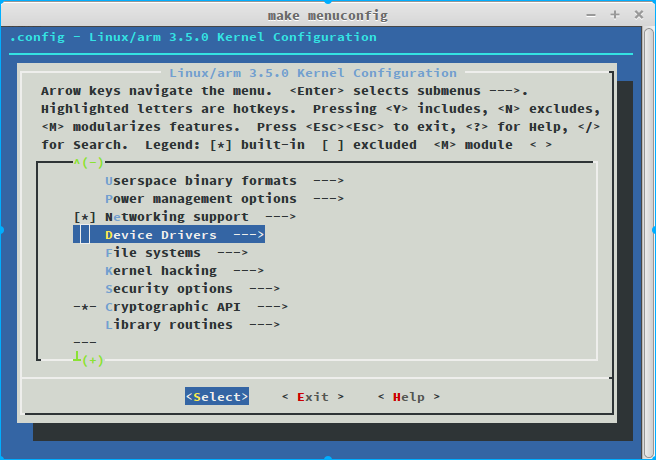 make menuconfig
.config - Linux/arm 3.5.0 Kernel Configuration
Linux/arm 3.5.0 Kernel Configuration
Arrow keys navigate the menu.  <Enter> selects submenus --->.
Highlighted letters are hotkeys.  Pressing <Y> includes, <N> excludes,
<M> modularizes features.  Press <Esc><Esc> to exit, <?> for Help, </>
for Search.  Legend: [*] built-in  [ ] excluded  <M> module  < >
^(-)
Userspace binary formats  --->
Power management options  --->
[*] Networking support  --->
Device Drivers  --->
File systems  --->
Kernel hacking  --->
Security options  --->
-*- Cryptographic API  --->
Library routines  --->
---
┴(+)
<Select>    < Exit >    < Help >